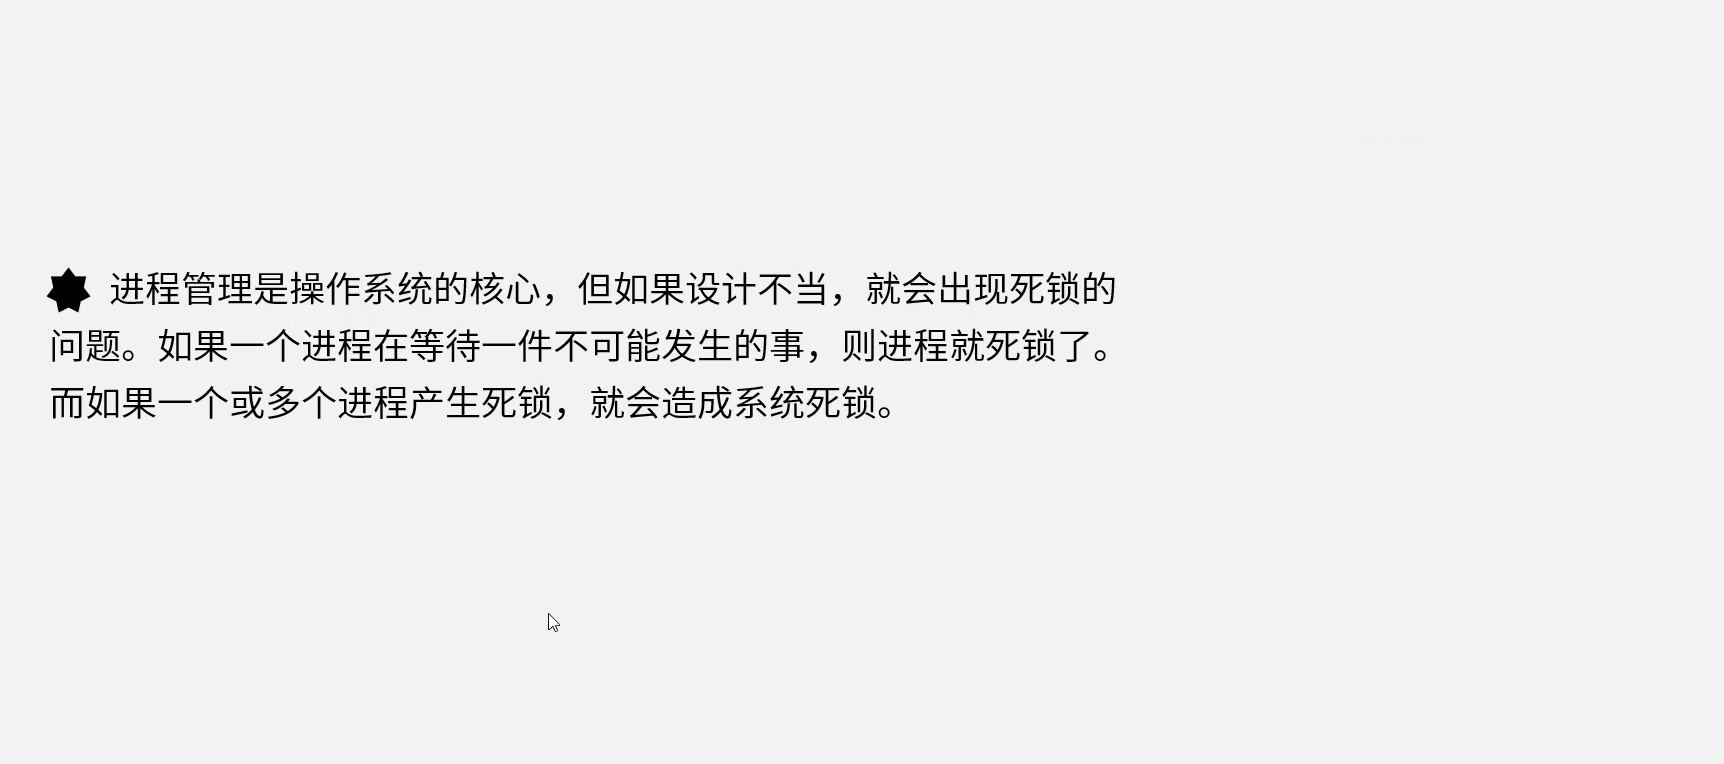 进程管理是操作系统的核心，但如果设计不当，就会出现死锁的
问题。如果一个进程在等待一件不可能发生的事，则进程就死锁了。
而如果一个或多个进程产生死锁，就会造成系统死锁。